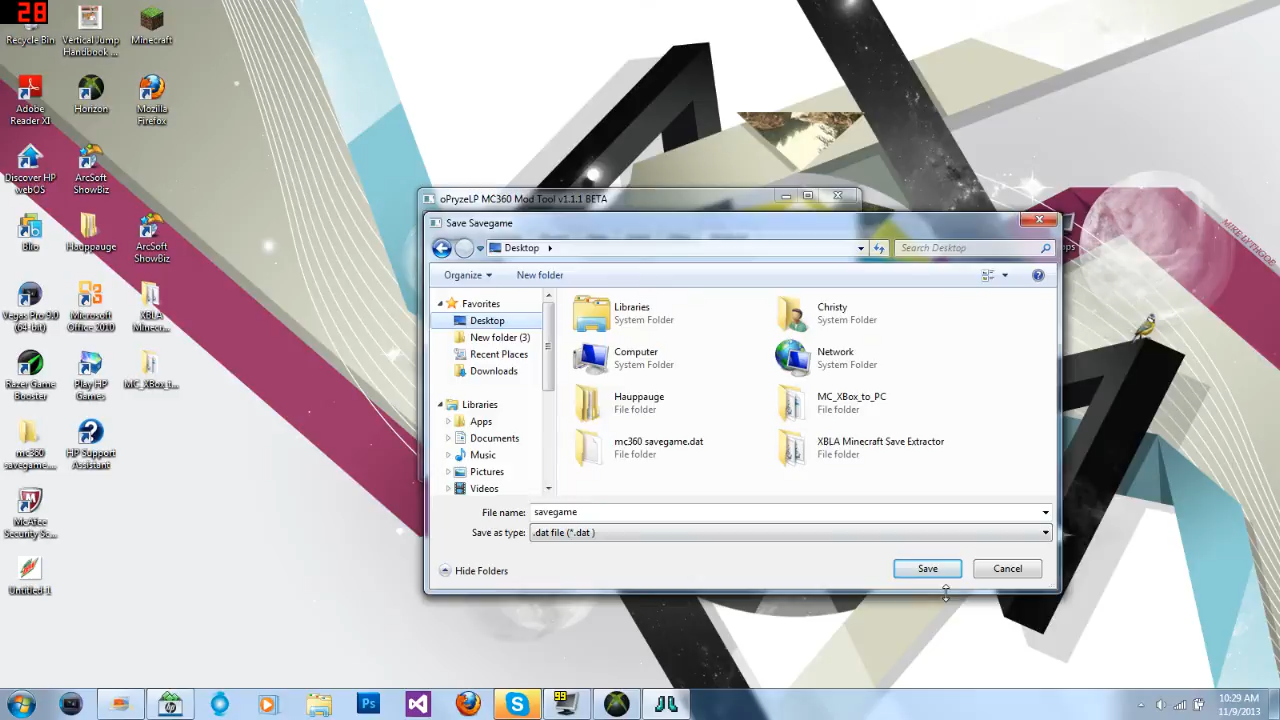 28
Recycle Bin
Vertical Jump
Handbook ...
Minecraft
Adobe
Reader XI
Horizon
Mozilla
Firefox
Discover HP
webOS
ArcSoft
ShowBiz
Blio
Hauppauge
ArcSoft
ShowBiz
Vegas Pro 9.0
(64-bit)
Microsoft
Office 2010
XBLA
Minecr...
Razer Game
Booster
Play HP
Games
MC_XBox_t...
mc360
savegame....
HP Support
Assistant
McAfee
Security Sc...
Untitled-1
oPryzeLP MC360 Mod Tool v1.1.1 BETA
Save Savegame
Desktop
Search Desktop
Organize
New folder
Favorites
Desktop
New folder (3)
Recent Places
Downloads
Libraries
Apps
Documents
Music
Pictures
Videos
Libraries
System Folder
Christy
System Folder
Computer
System Folder
Network
System Folder
Hauppauge
File folder
MC_XBox_to_PC
File folder
mc360 savegame.dat
File folder
XBLA Minecraft Save Extractor
File folder
File name:
savegame
Save as type:
.dat file (*.dat )
Hide Folders
Save
Cancel
10:29 AM
11/9/2013